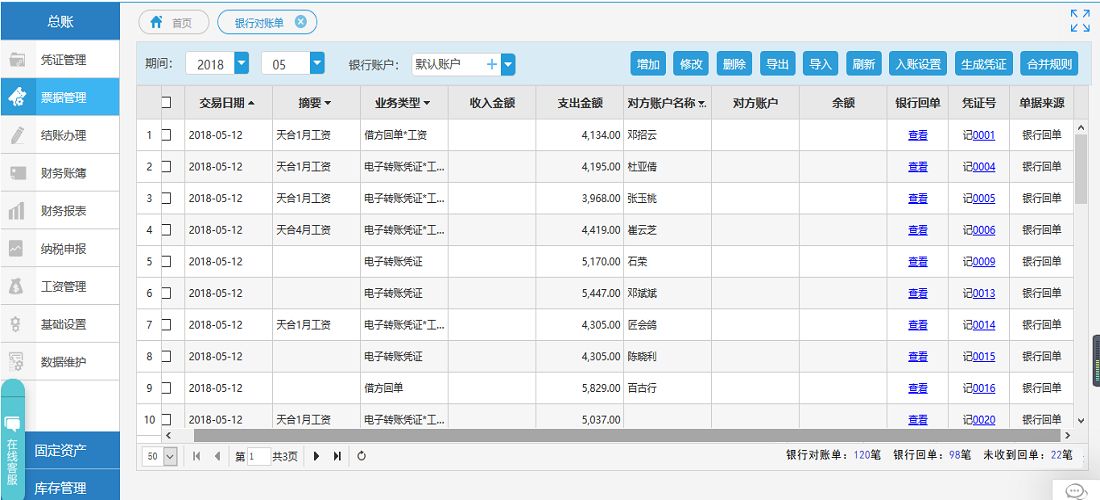 总账
首页 银行对账单
凭证管理
票据管理
结账办理
财务账簿
财务报表
纳税申报
工资管理
基础设置
数据维护
在线客服
固定资产
库存管理
期间: 2018 05 银行账户: 默认账户 增加 修改 删除 导出 导入 刷新 入账设置 生成凭证 合并规则
交易日期 摘要 业务类型 收入金额 支出金额 对方账户名称 对方账户 余额 银行回单 凭证号 单据来源
1 2018-05-12 天合1月工资 借方回单*工资 4,134.00 邓招云 查看 记0001 银行回单
2 2018-05-12 天合1月工资 电子转账凭证*工... 4,195.00 杜亚倩 查看 记0004 银行回单
3 2018-05-12 天合1月工资 电子转账凭证*工... 3,968.00 张玉桃 查看 记0005 银行回单
4 2018-05-12 天合4月工资 电子转账凭证*工... 4,419.00 崔云芝 查看 记0006 银行回单
5 2018-05-12 电子转账凭证 5,170.00 石荣 查看 记0009 银行回单
6 2018-05-12 电子转账凭证 5,447.00 邓斌斌 查看 记0013 银行回单
7 2018-05-12 天合1月工资 电子转账凭证*工... 4,305.00 匠会鸽 查看 记0014 银行回单
8 2018-05-12 电子转账凭证 4,305.00 陈晓利 查看 记0015 银行回单
9 2018-05-12 借方回单 5,829.00 百古行 查看 记0016 银行回单
10 2018-05-12 天合1月工资 电子转账凭证*工... 5,037.00 查看 记0020 银行回单
50 第1 共3页 银行对账单: 120笔 银行回单: 98笔 未收到回单: 22笔